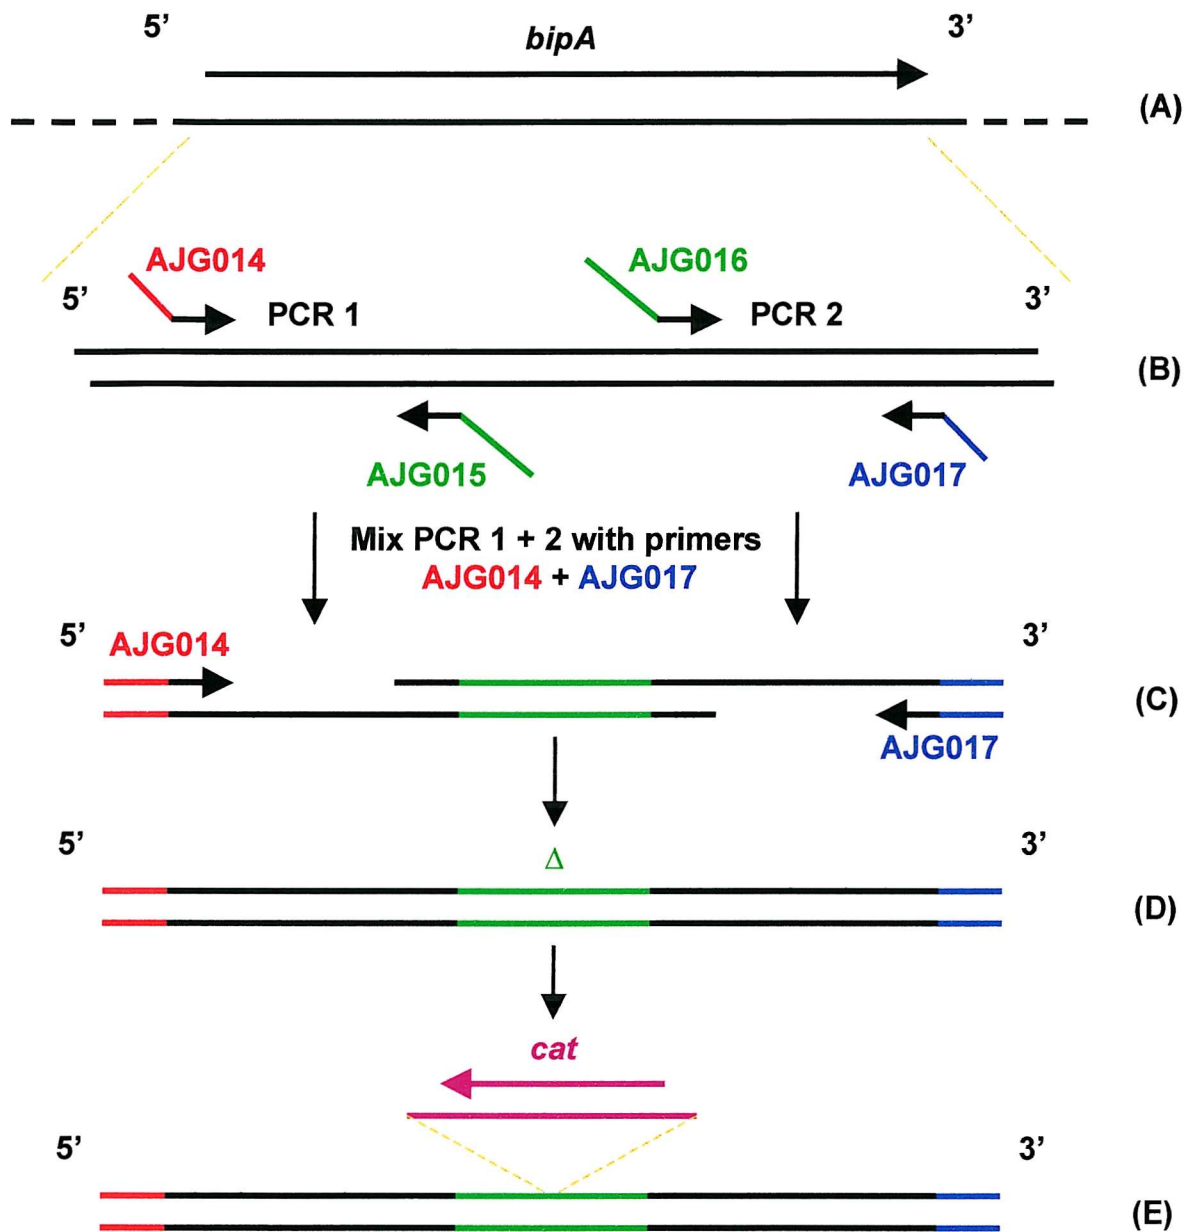 5’ bipA 3’
(A)
AJG014 AJG016
5’ PCR 1 PCR 2 3’
(B)
AJG015 AJG017
Mix PCR 1 + 2 with primers
AJG014 + AJG017
5’ 3’
AJG014
(C)
AJG017
5’ Δ 3’
(D)
cat
5’ 3’
(E)